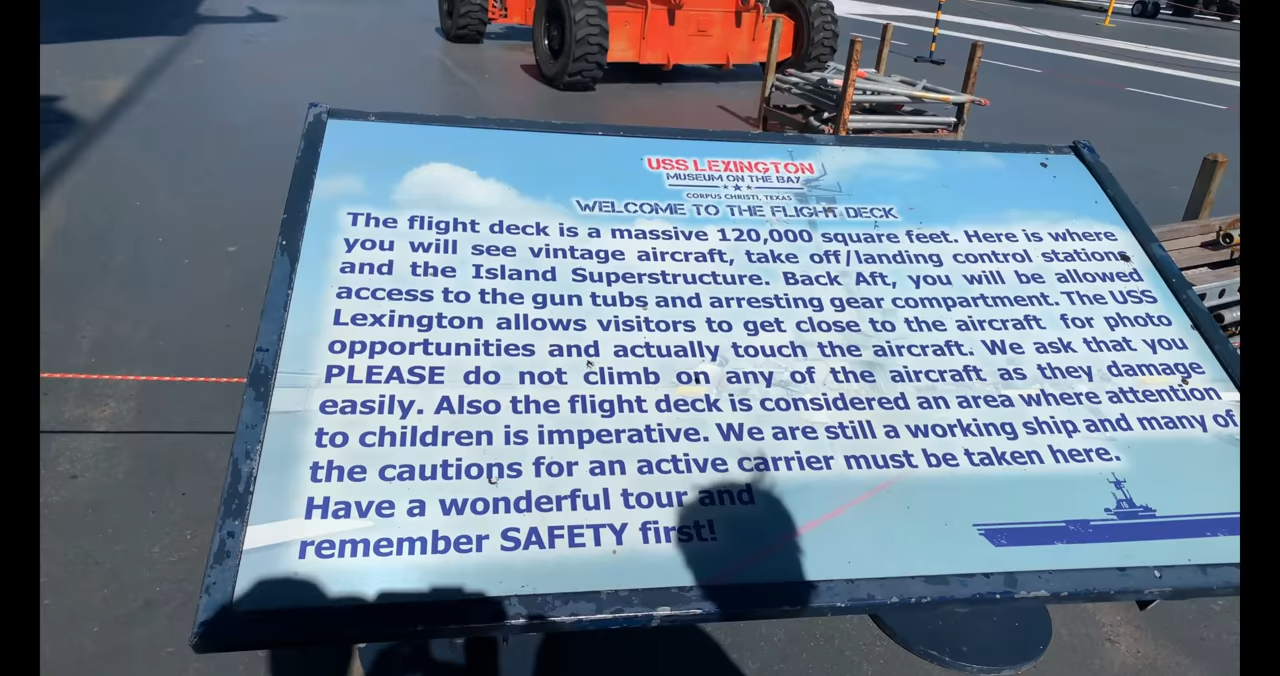 USS LEXINGTON
MUSEUM ON THE BAY
CORPUS CHRISTI, TEXAS
WELCOME TO THE FLIGHT DECK
The flight deck is a massive 120,000 square feet. Here is where
you will see vintage aircraft, take off/landing control stations
and the Island Superstructure. Back Aft, you will be allowed
access to the gun tubs and arresting gear compartment. The USS
Lexington allows visitors to get close to the aircraft for photo
opportunities and actually touch the aircraft. We ask that you
PLEASE do not climb on any of the aircraft as they damage
easily. Also the flight deck is considered an area where attention
to children is imperative. We are still a working ship and many of
the cautions for an active carrier must be taken here.
Have a wonderful tour and
remember SAFETY first!